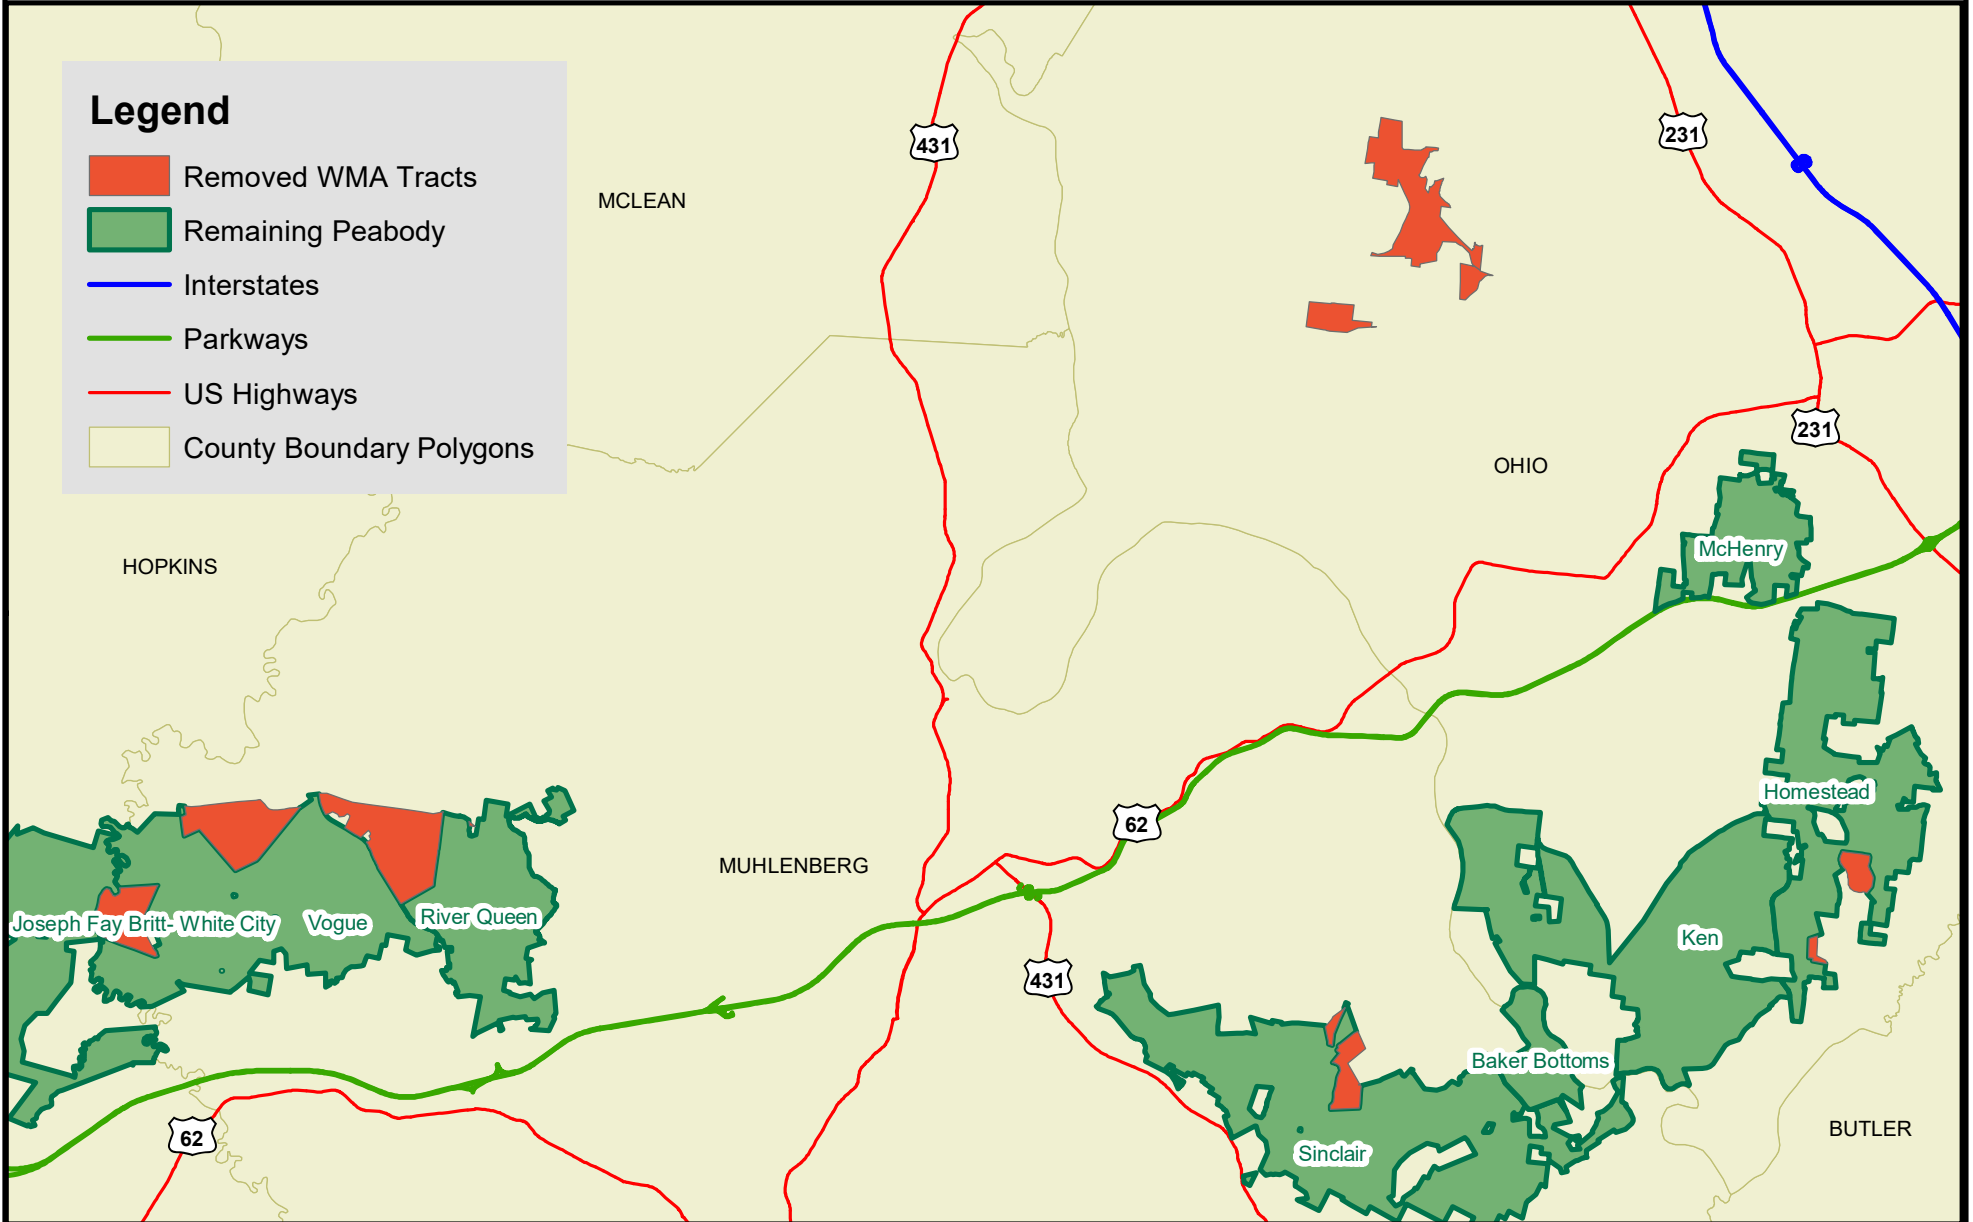 Legend
Removed WMA Tracts
Remaining Peabody
Interstates
Parkways
US Highways
County Boundary Polygons
431
231
MCLEAN
231
OHIO
McHenry
HOPKINS
Homestead
62
MUHLENBERG
Joseph Fay Britt- White City
Vogue
River Queen
Ken
431
Baker Bottoms
62
BUTLER
Sinclair